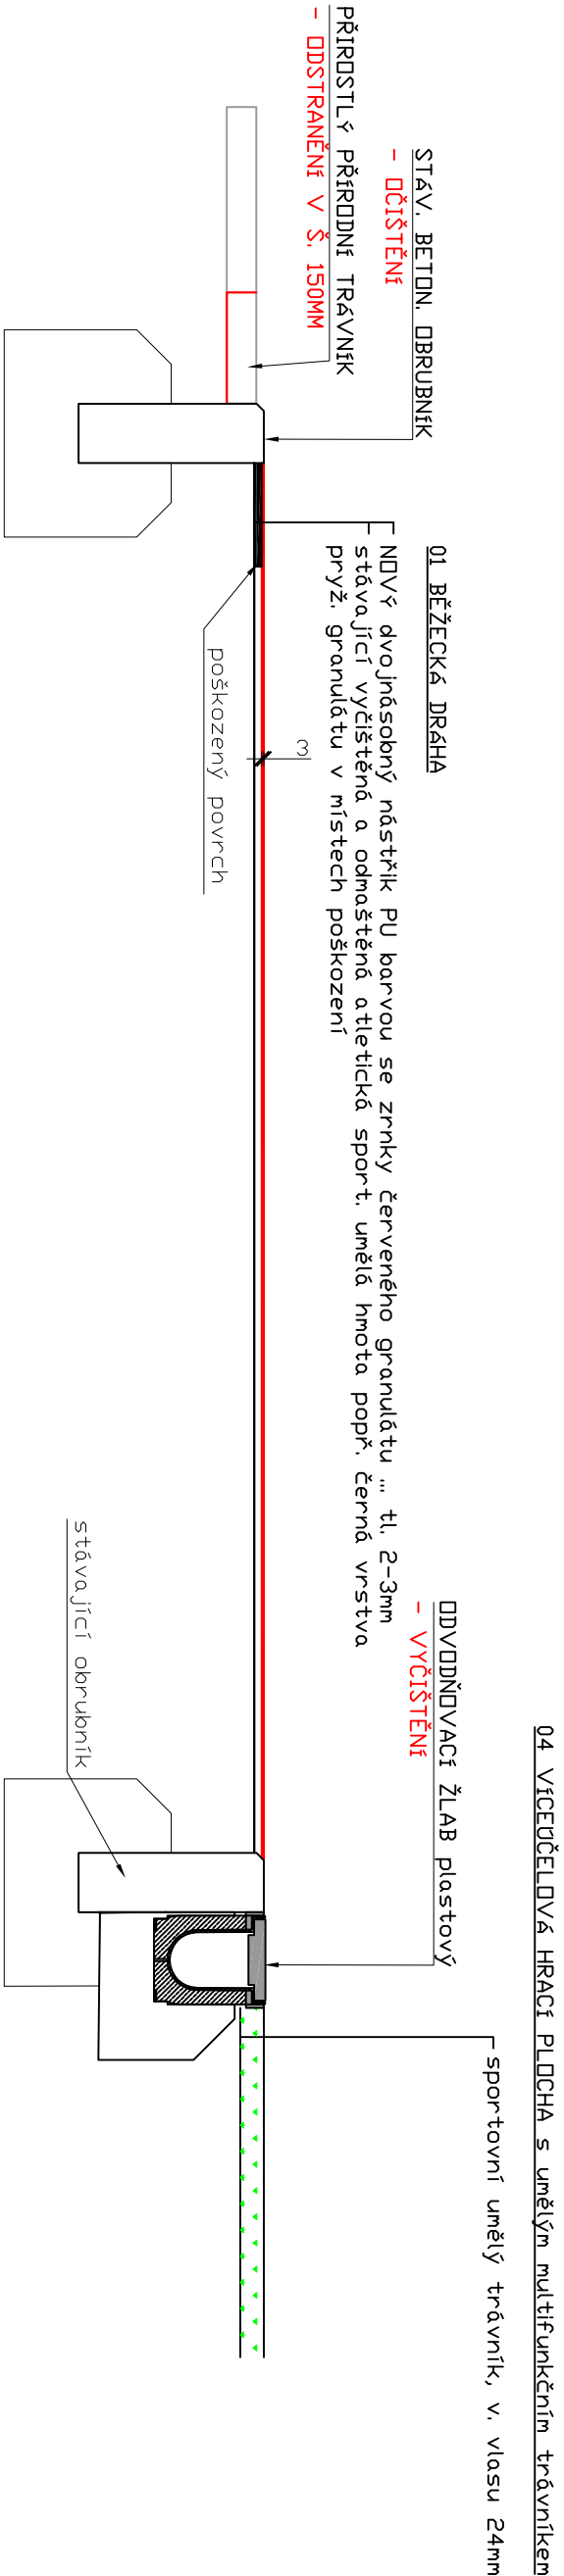 04 VÍCEÚČELOVÁ HRACÍ PLOCHA s umělým multifunkčním trávníkem
sportovní umělý trávník, v. vlasu 24mm
STÁV. BETON. OBRUBNÍK
- OČIŠTĚNÍ
01 BĚŽECKÁ DRÁHA
ODVODŇOVACÍ ŽLAB plastový
- VYČIŠTĚNÍ
PŘIROSTLÝ PŘÍRODNÍ TRÁVNÍK
- ODSTRANĚNÍ V Š. 150MM
NOVÝ dvojnásobný nástřik PU barvou se zrnky červeného granulátu ... tl. 2-3mm
stávající vyčištěná a odmaštěná atletická sport. umělá hmota popř. černá vrstva
pryž. granulátu v místech poškození
3
poškozený povrch
stávající obrubník